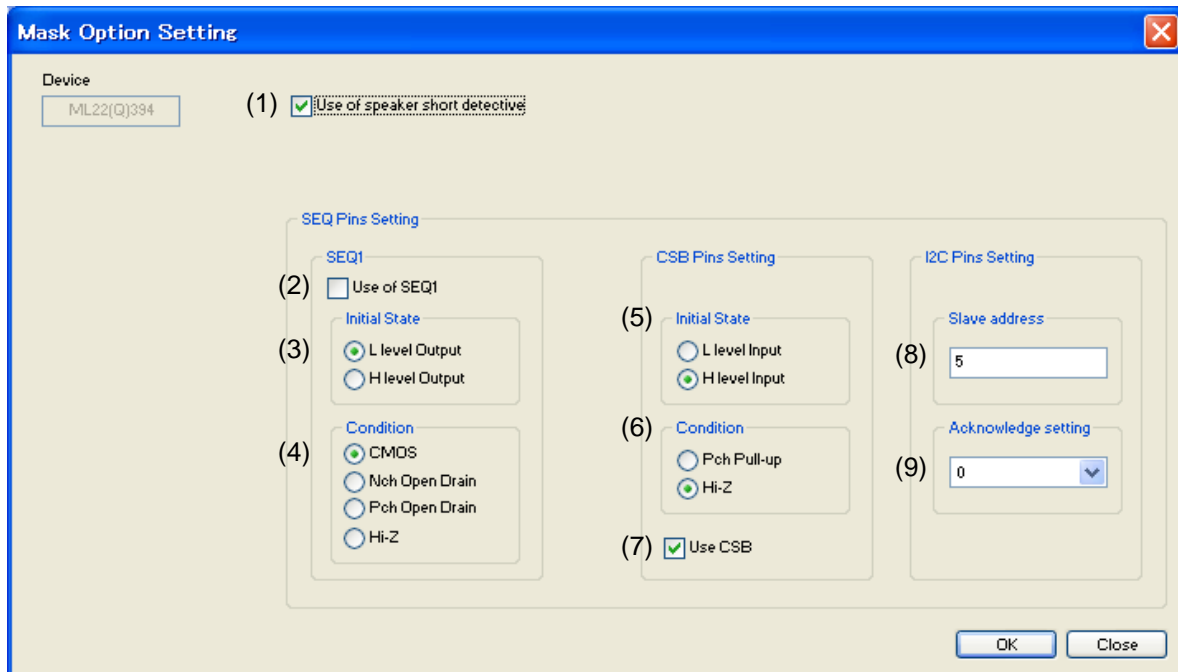 Mask Option Setting
Device
ML22(Q)394
(1) Use of speaker short detective
SEQ Pins Setting
SEQ1
(2) Use of SEQ1
Initial State
(3) L level Output
H level Output
Condition
(4) CMOS
Nch Open Drain
Pch Open Drain
Hi-Z
CSB Pins Setting
(5) Initial State
L level Input
H level Input
(6) Condition
Pch Pull-up
Hi-Z
(7) Use CSB
I2C Pins Setting
Slave address
(8) 5
Acknowledge setting
(9) 0
OK Close